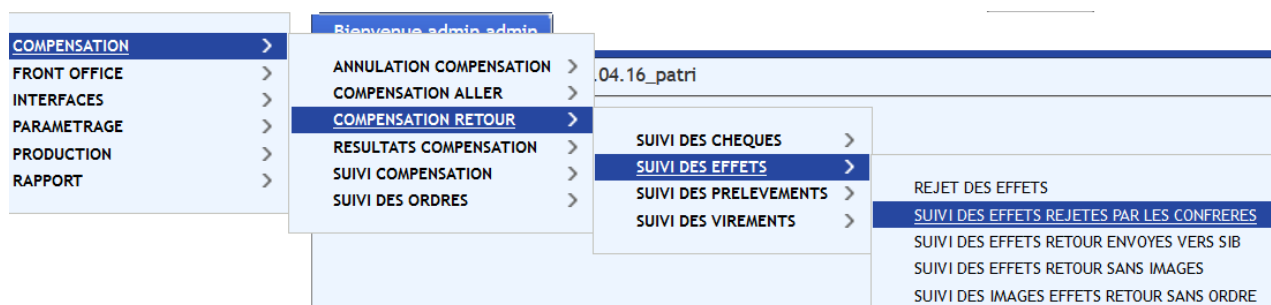 Bienvenue admin admin
COMPENSATION
FRONT OFFICE
INTERFACES
PARAMETRAGE
PRODUCTION
RAPPORT
ANNULATION COMPENSATION
COMPENSATION ALLER
COMPENSATION RETOUR
RESULTATS COMPENSATION
SUIVI COMPENSATION
SUIVI DES ORDRES
.04.16_patri
SUIVI DES CHEQUES
SUIVI DES EFFETS
SUIVI DES PRELEVEMENTS
SUIVI DES VIREMENTS
REJET DES EFFETS
SUIVI DES EFFETS REJETES PAR LES CONFRERES
SUIVI DES EFFETS RETOUR ENVOYES VERS SIB
SUIVI DES EFFETS RETOUR SANS IMAGES
SUIVI DES IMAGES EFFETS RETOUR SANS ORDRE